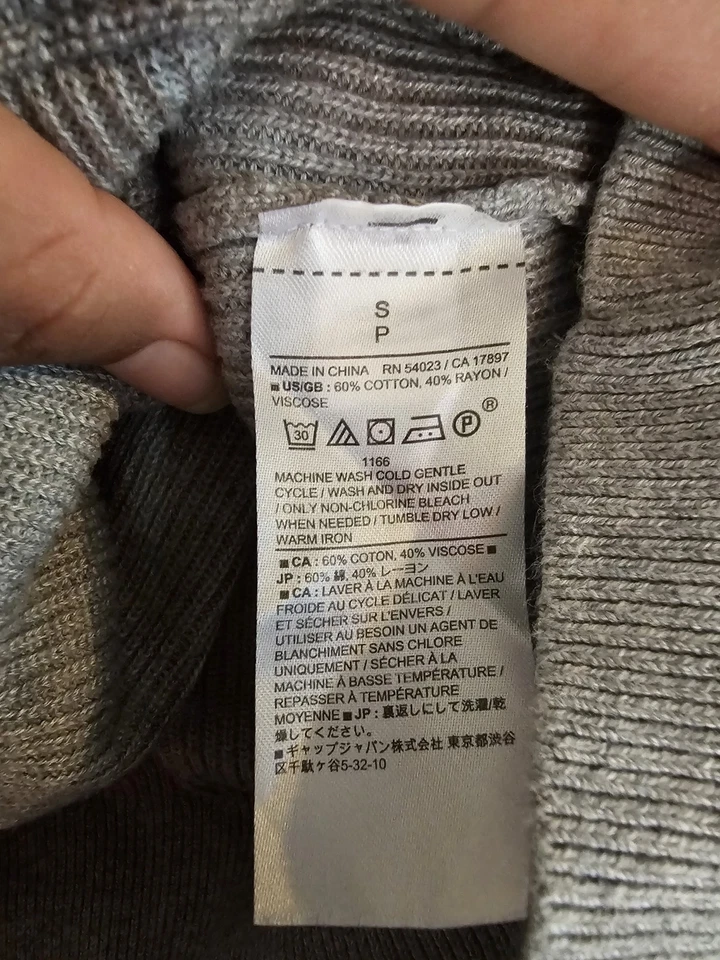 S
P
MADE IN CHINA RN 54023 / CA 17897
■ US/GB : 60% COTTON, 40% RAYON /
VISCOSE
30 P ®
1166
MACHINE WASH COLD GENTLE
CYCLE / WASH AND DRY INSIDE OUT
/ ONLY NON-CHLORINE BLEACH
WHEN NEEDED / TUMBLE DRY LOW /
WARM IRON
■ CA : 60% COTON, 40% VISCOSE ■
JP : 60% 綿, 40% レーヨン
■ CA : LAVER À LA MACHINE À L'EAU
FROIDE AU CYCLE DÉLICAT / LAVER
ET SÉCHER SUR L'ENVERS /
UTILISER AU BESOIN UN AGENT DE
BLANCHIMENT SANS CHLORE
UNIQUEMENT / SÉCHER À LA
MACHINE À BASSE TEMPÉRATURE /
REPASSER À TEMPÉRATURE
MOYENNE ■ JP : 裏返しにして洗濯/乾
燥してください。
■ ギャップジャパン株式会社 東京都渋谷
区千駄ケ谷5-32-10